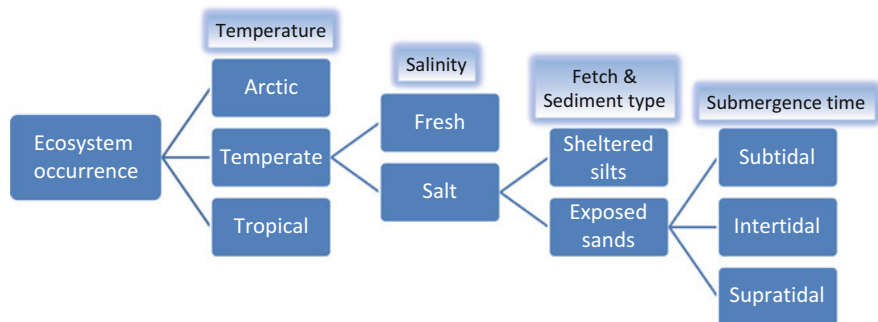 Temperature
Salinity
Fetch &
Sediment type
Submergence time
Arctic
Ecosystem
occurrence
Temperate
Tropical
Fresh
Salt
Sheltered
silts
Exposed
sands
Subtidal
Intertidal
Supratidal